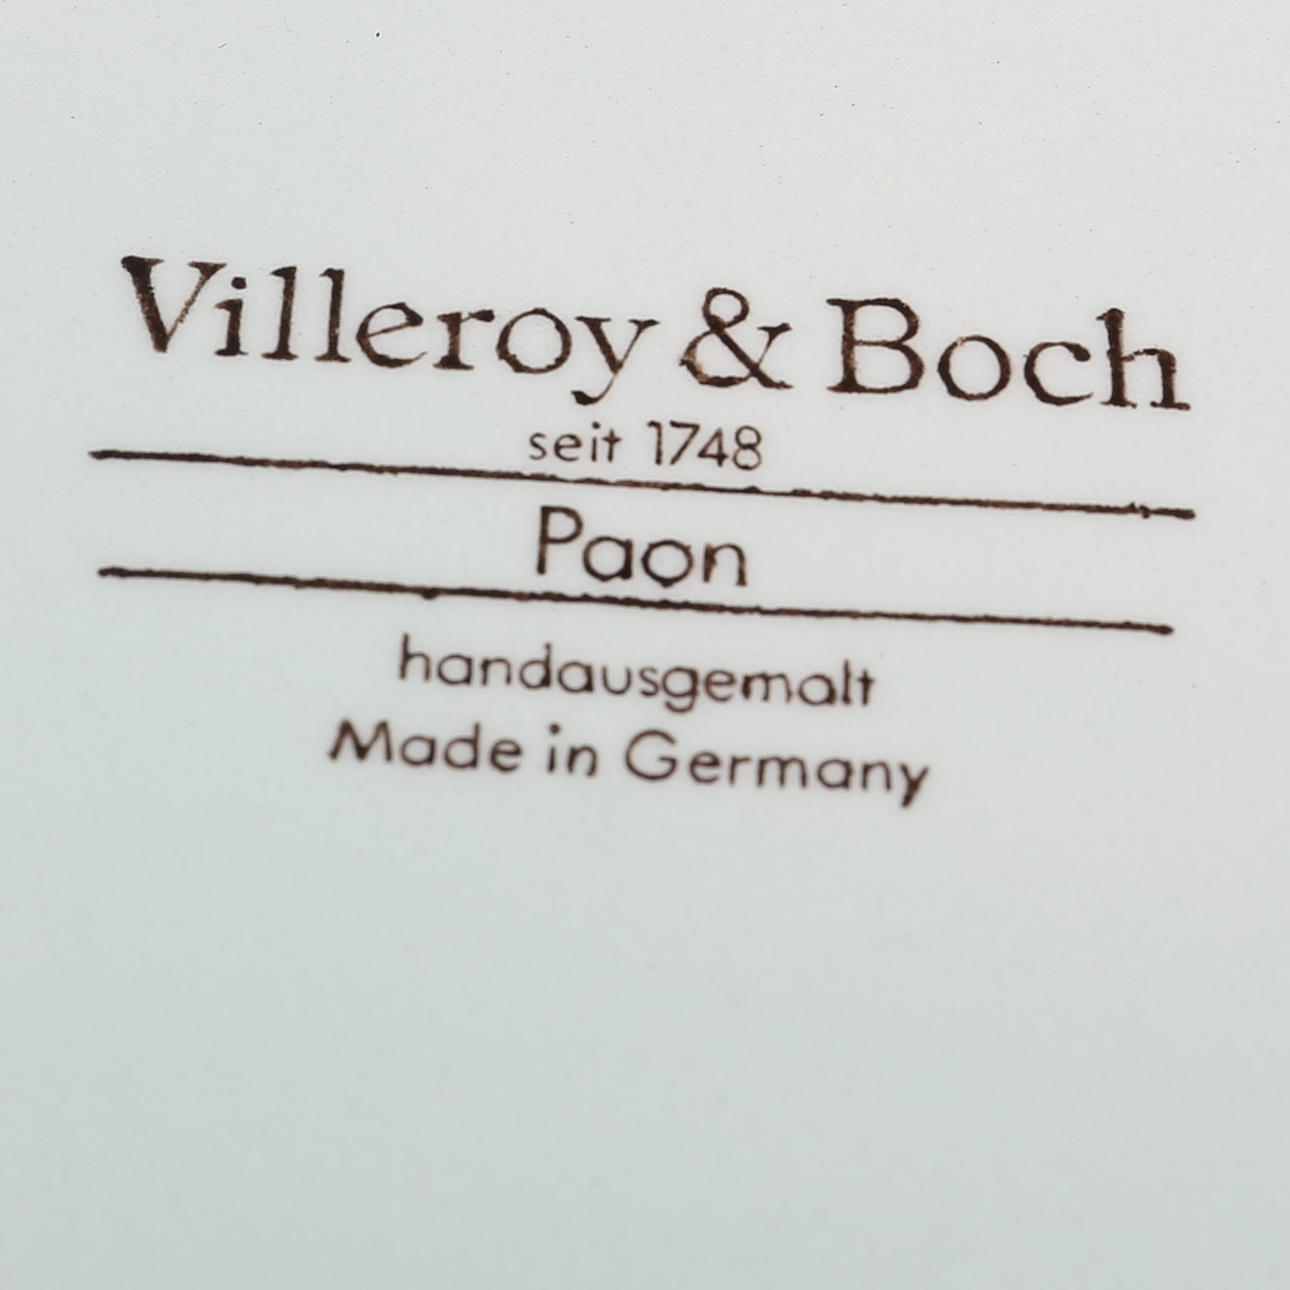 Villeroy & Boch
seit 1748
Paon
handausgemalt
Made in Germany